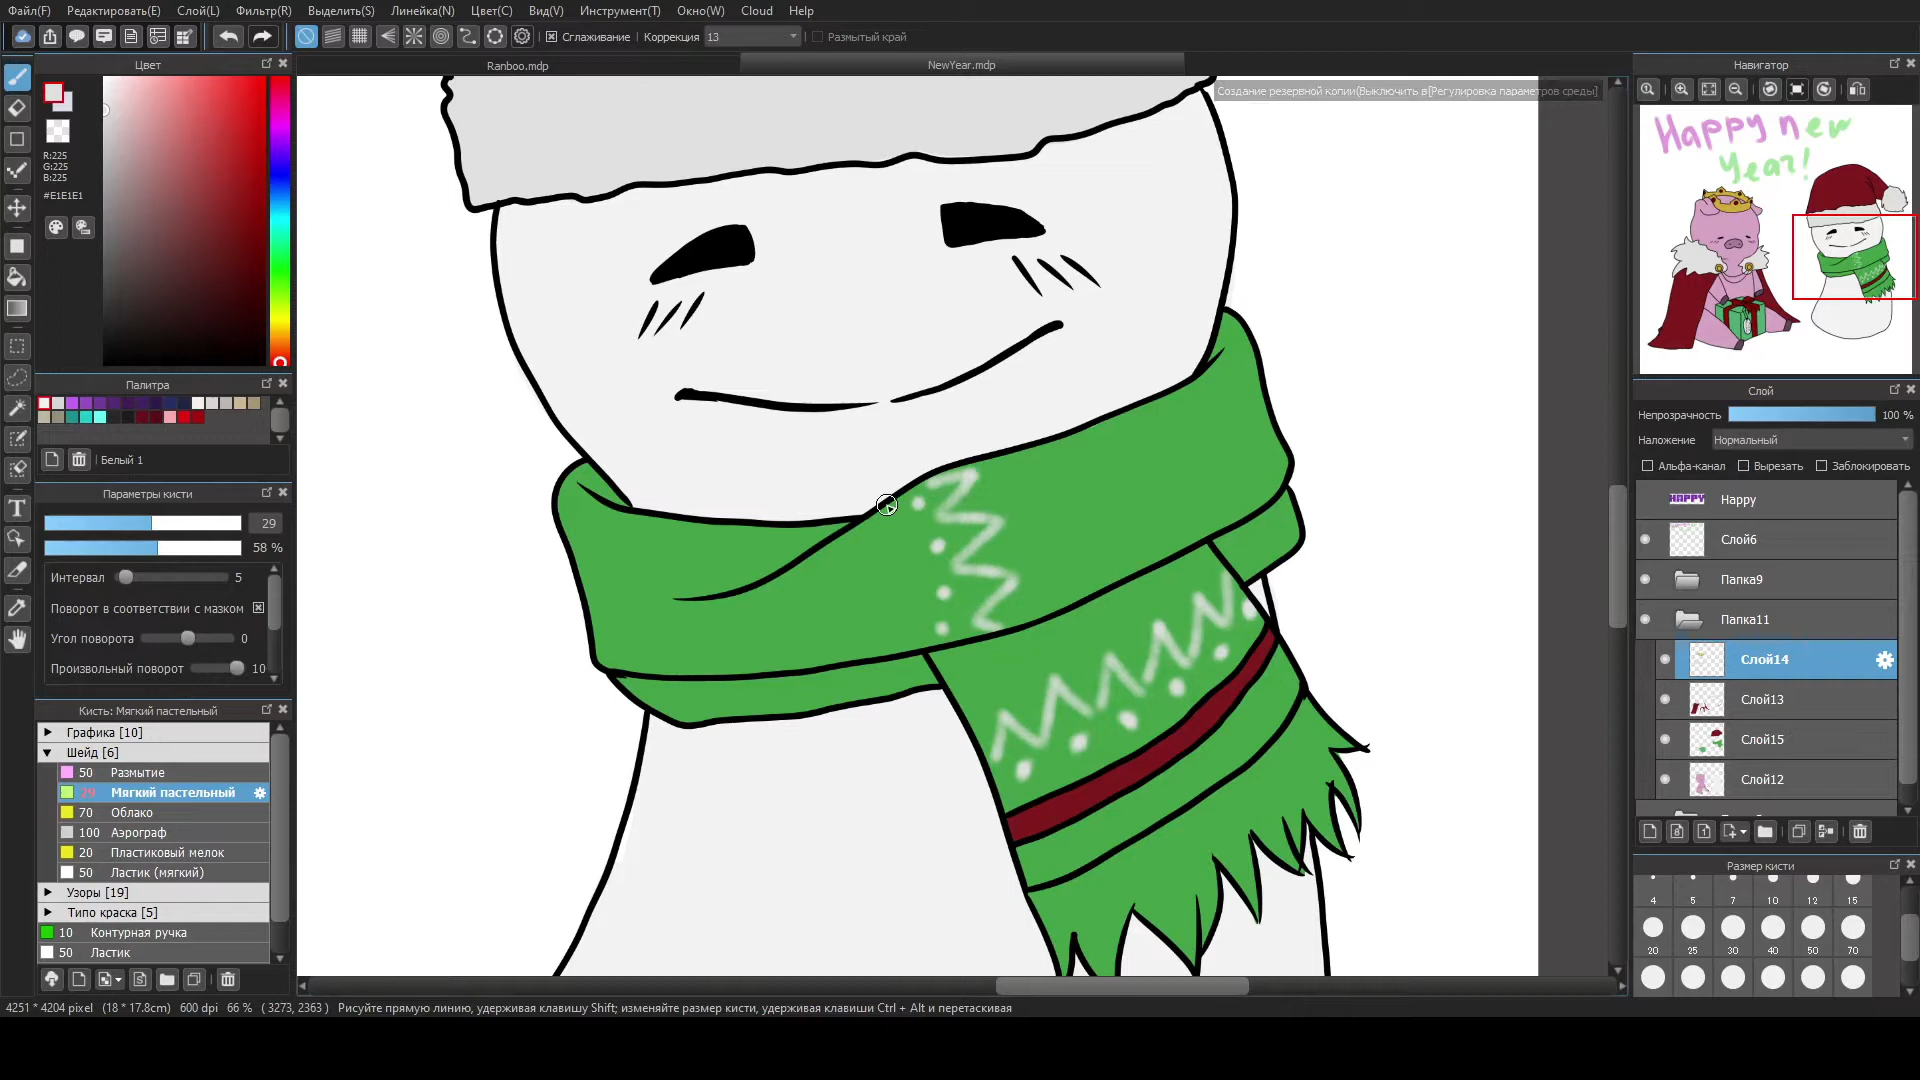 Файл(F) Редактировать(E) Слой(L) Фильтр(R) Выделить(S) Линейка(N) Цвет(C) Вид(V) Инструмент(T) Окно(W) Cloud Help
Сглаживание Коррекция 13 Размытый край
Цвет
R:225
G:225
B:225
#E1E1E1
Палитра
Белый 1
Параметры кисти
29
58 %
Интервал 5
Поворот в соответствии с мазком
Угол поворота 0
Произвольный поворот 10
Кисть: Мягкий пастельный
Графика [10]
Шейд [6]
50 Размытие
29 Мягкий пастельный
70 Облако
100 Аэрограф
20 Пластиковый мелок
50 Ластик (мягкий)
Узоры [19]
Типо краска [5]
10 Контурная ручка
50 Ластик
Ranboo.mdp
NewYear.mdp
Создание резервной копии(Выключить в[Регулировка параметров среды]
Навигатор
Happy new
Year!
Слой
Непрозрачность 100 %
Наложение Нормальный
Альфа-канал Вырезать Заблокировать
HAPPY Happy
Слой6
Папка9
Папка11
Слой14
Слой13
Слой15
Слой12
Размер кисти
4 5 7 10 12 15
20 25 30 40 50 70
4251 * 4204 pixel (18 * 17.8cm) 600 dpi 66 % ( 3273, 2363 ) Рисуйте прямую линию, удерживая клавишу Shift; изменяйте размер кисти, удерживая клавиши Ctrl + Alt и перетаскивая